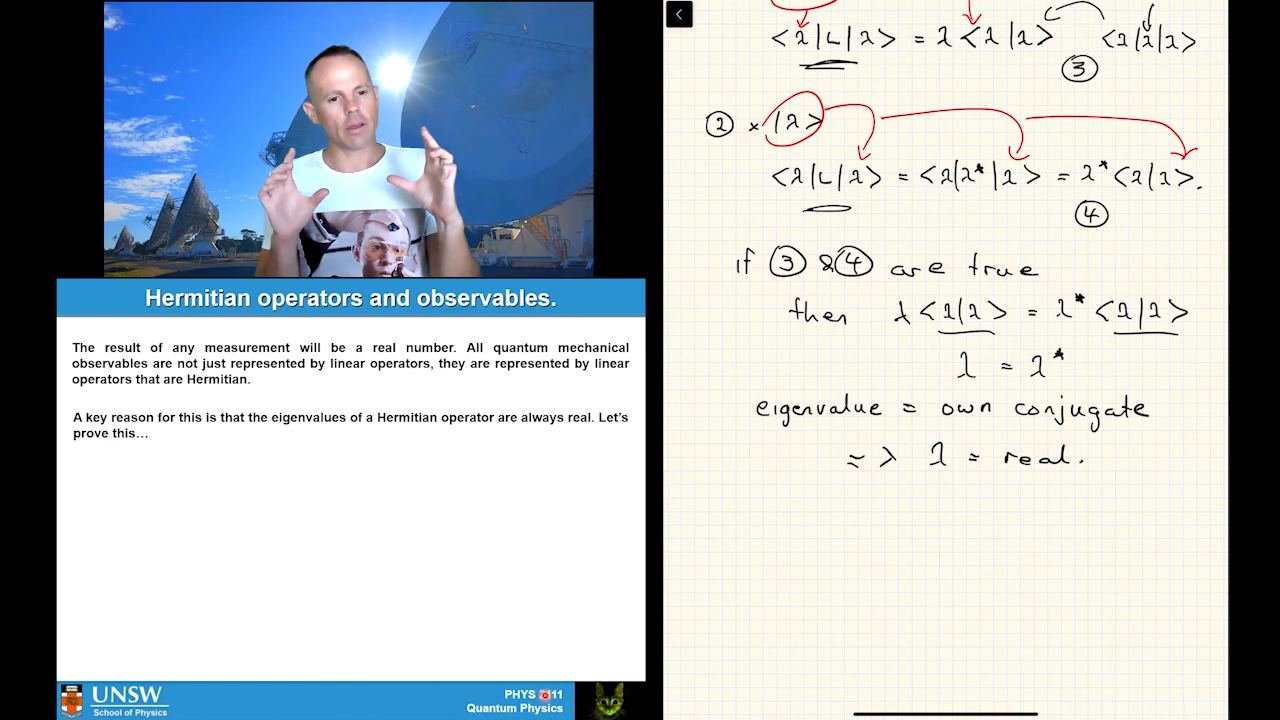 Hermitian operators and observables.
The result of any measurement will be a real number. All quantum mechanical
observables are not just represented by linear operators, they are represented by linear
operators that are Hermitian.
A key reason for this is that the eigenvalues of a Hermitian operator are always real. Let's
prove this…
UNSW
School of Physics
Quantum Physics
<λ|L|λ> = λ<λ|λ> <λ|λ|λ>
③
② × |λ>
<λ|L|λ> = <λ|λ*|λ> = λ*<λ|λ>.
④
if ③ & ④ are true
then λ<λ|λ> = λ*<λ|λ>
λ = λ*
eigenvalue = own conjugate
=> λ = real.